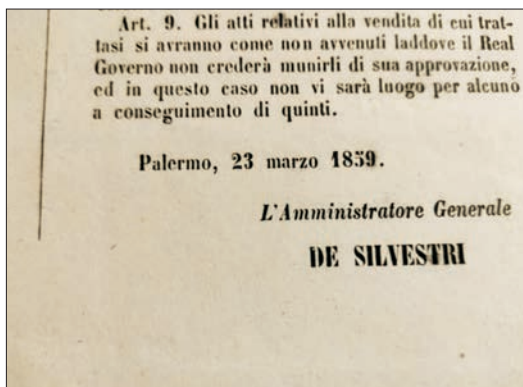 Art. 9. Gli atti relativi alla vendita di cui trat-
tasi si avranno come non avvenuti laddove il Real
Governo non crederà munirli di sua approvazione,
ed in questo caso non vi sarà luogo per alcuno
a conseguimento di quinti.
Palermo, 23 marzo 1859.
L'Amministratore Generale
DE SILVESTRI